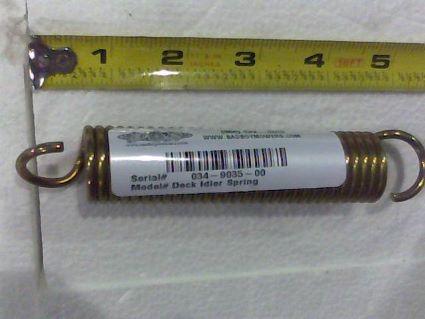 1 2 3 4 5
WWW.BADBOYMOWERS.COM
Serial# 034-9035-00
Model# Deck Idler Spring